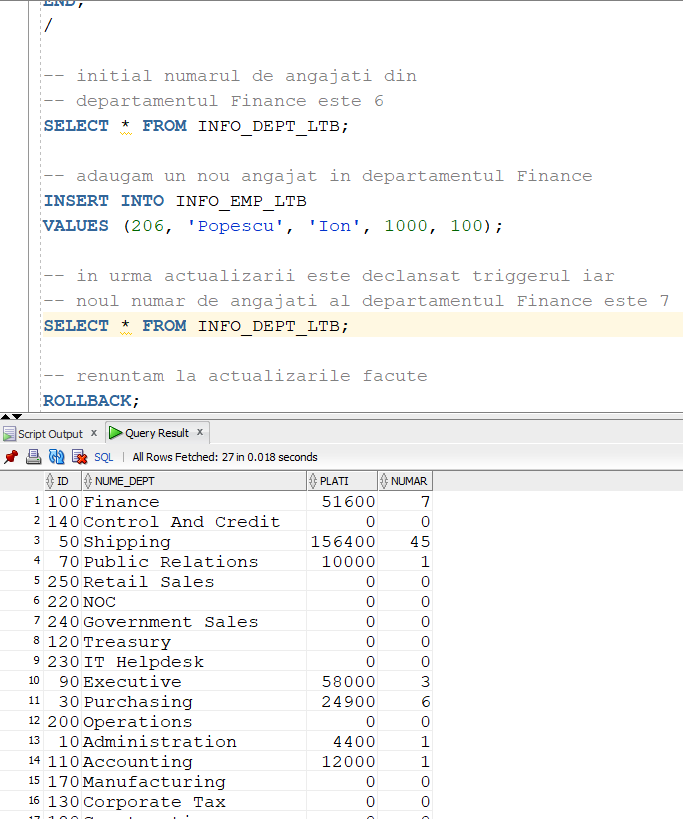 END;
/
-- initial numarul de angajati din
-- departamentul Finance este 6
SELECT * FROM INFO_DEPT_LTB;
-- adaugam un nou angajat in departamentul Finance
INSERT INTO INFO_EMP_LTB
VALUES (206, 'Popescu', 'Ion', 1000, 100);
-- in urma actualizarii este declansat triggerul iar
-- noul numar de angajati al departamentul Finance este 7
SELECT * FROM INFO_DEPT_LTB;
-- renuntam la actualizarile facute
ROLLBACK;
Script Output x Query Result x
SQL | All Rows Fetched: 27 in 0.018 seconds
ID NUME_DEPT PLATI NUMAR
1 100 Finance 51600 7
2 140 Control And Credit 0 0
3 50 Shipping 156400 45
4 70 Public Relations 10000 1
5 250 Retail Sales 0 0
6 220 NOC 0 0
7 240 Government Sales 0 0
8 120 Treasury 0 0
9 230 IT Helpdesk 0 0
10 90 Executive 58000 3
11 30 Purchasing 24900 6
12 200 Operations 0 0
13 10 Administration 4400 1
14 110 Accounting 12000 1
15 170 Manufacturing 0 0
16 130 Corporate Tax 0 0